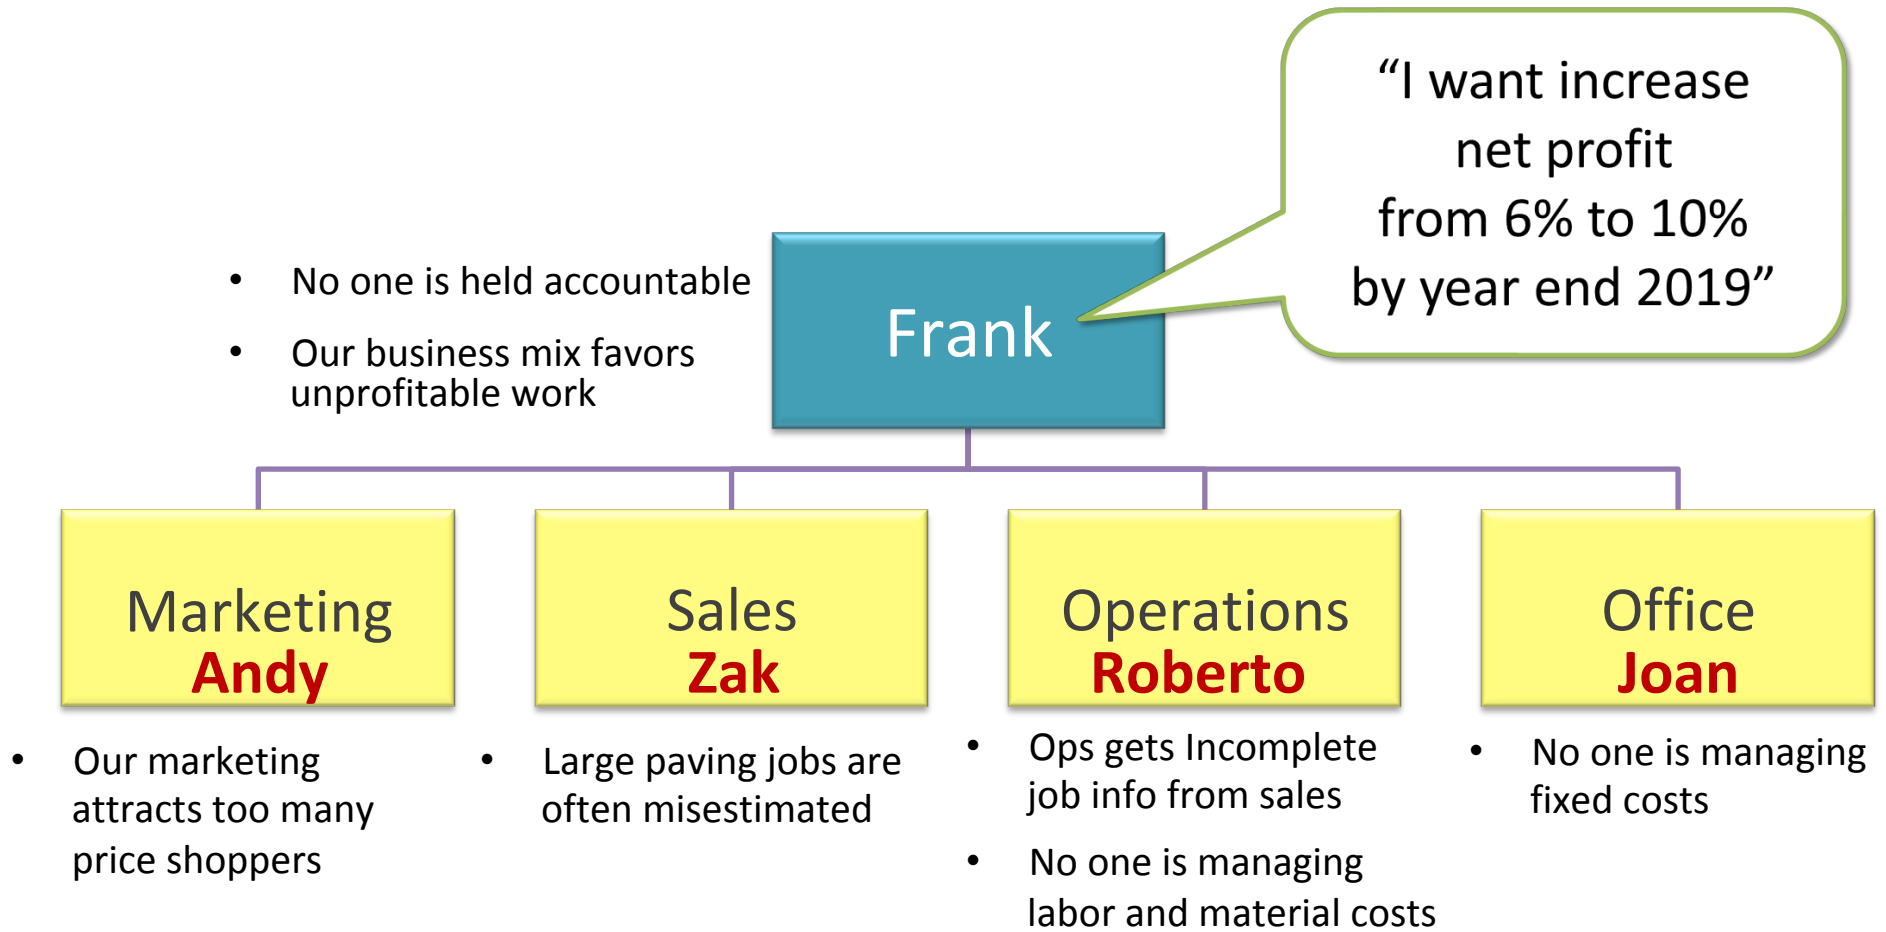 “I want increase
net profit
from 6% to 10%
by year end 2019”
• No one is held accountable
• Our business mix favors
unprofitable work
Frank
Marketing
Andy
Sales
Zak
Operations
Roberto
Office
Joan
• Our marketing
attracts too many
price shoppers
• Large paving jobs are
often misestimated
• Ops gets Incomplete
job info from sales
• No one is managing
labor and material costs
• No one is managing
fixed costs